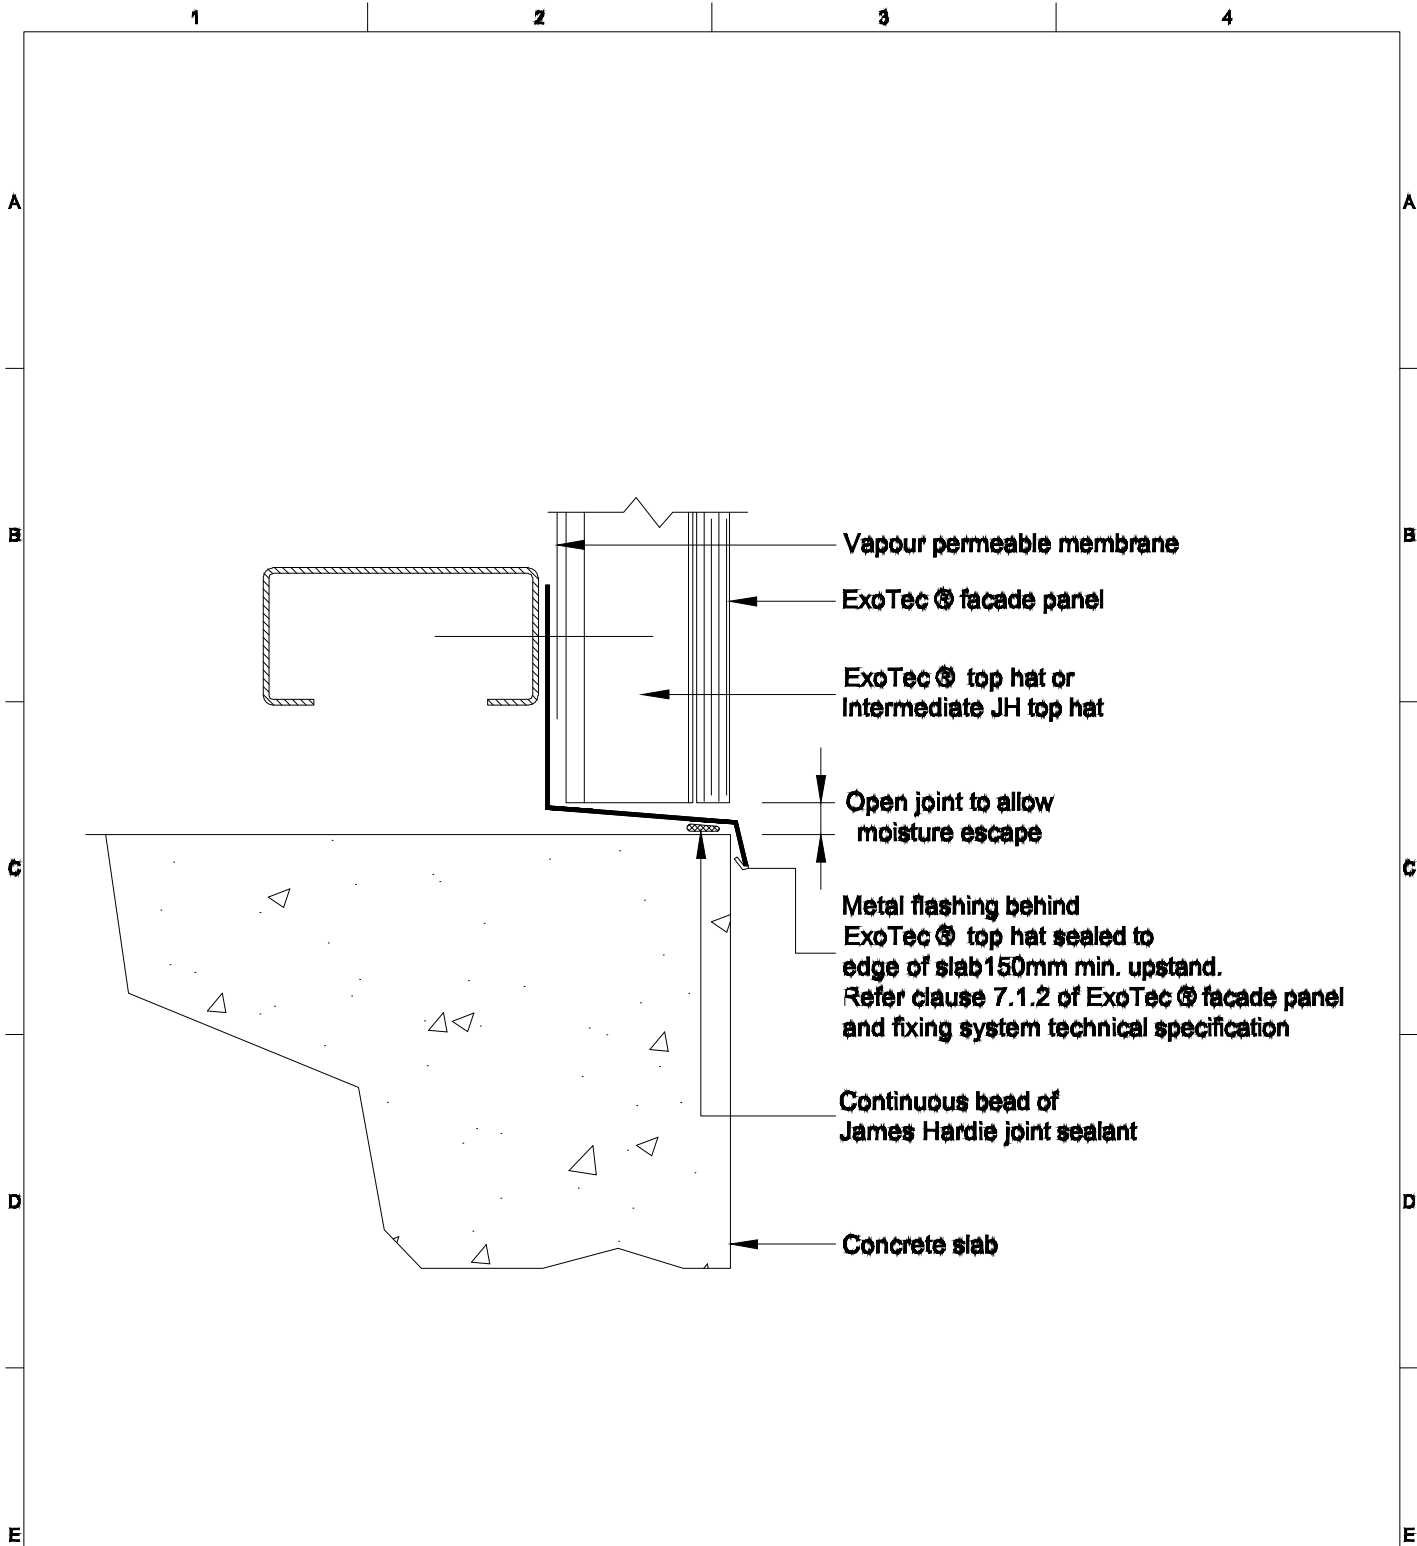 1 2 3 4
A A
B B
Vapour permeable membrane
ExoTec ® facade panel
ExoTec ® top hat or
Intermediate JH top hat
Open joint to allow
moisture escape
C C
Metal flashing behind
ExoTec ® top hat sealed to
edge of slab150mm min. upstand.
Refer clause 7.1.2 of ExoTec ® facade panel
and fixing system technical specification
Continuous bead of
James Hardie joint sealant
D D
Concrete slab
E E